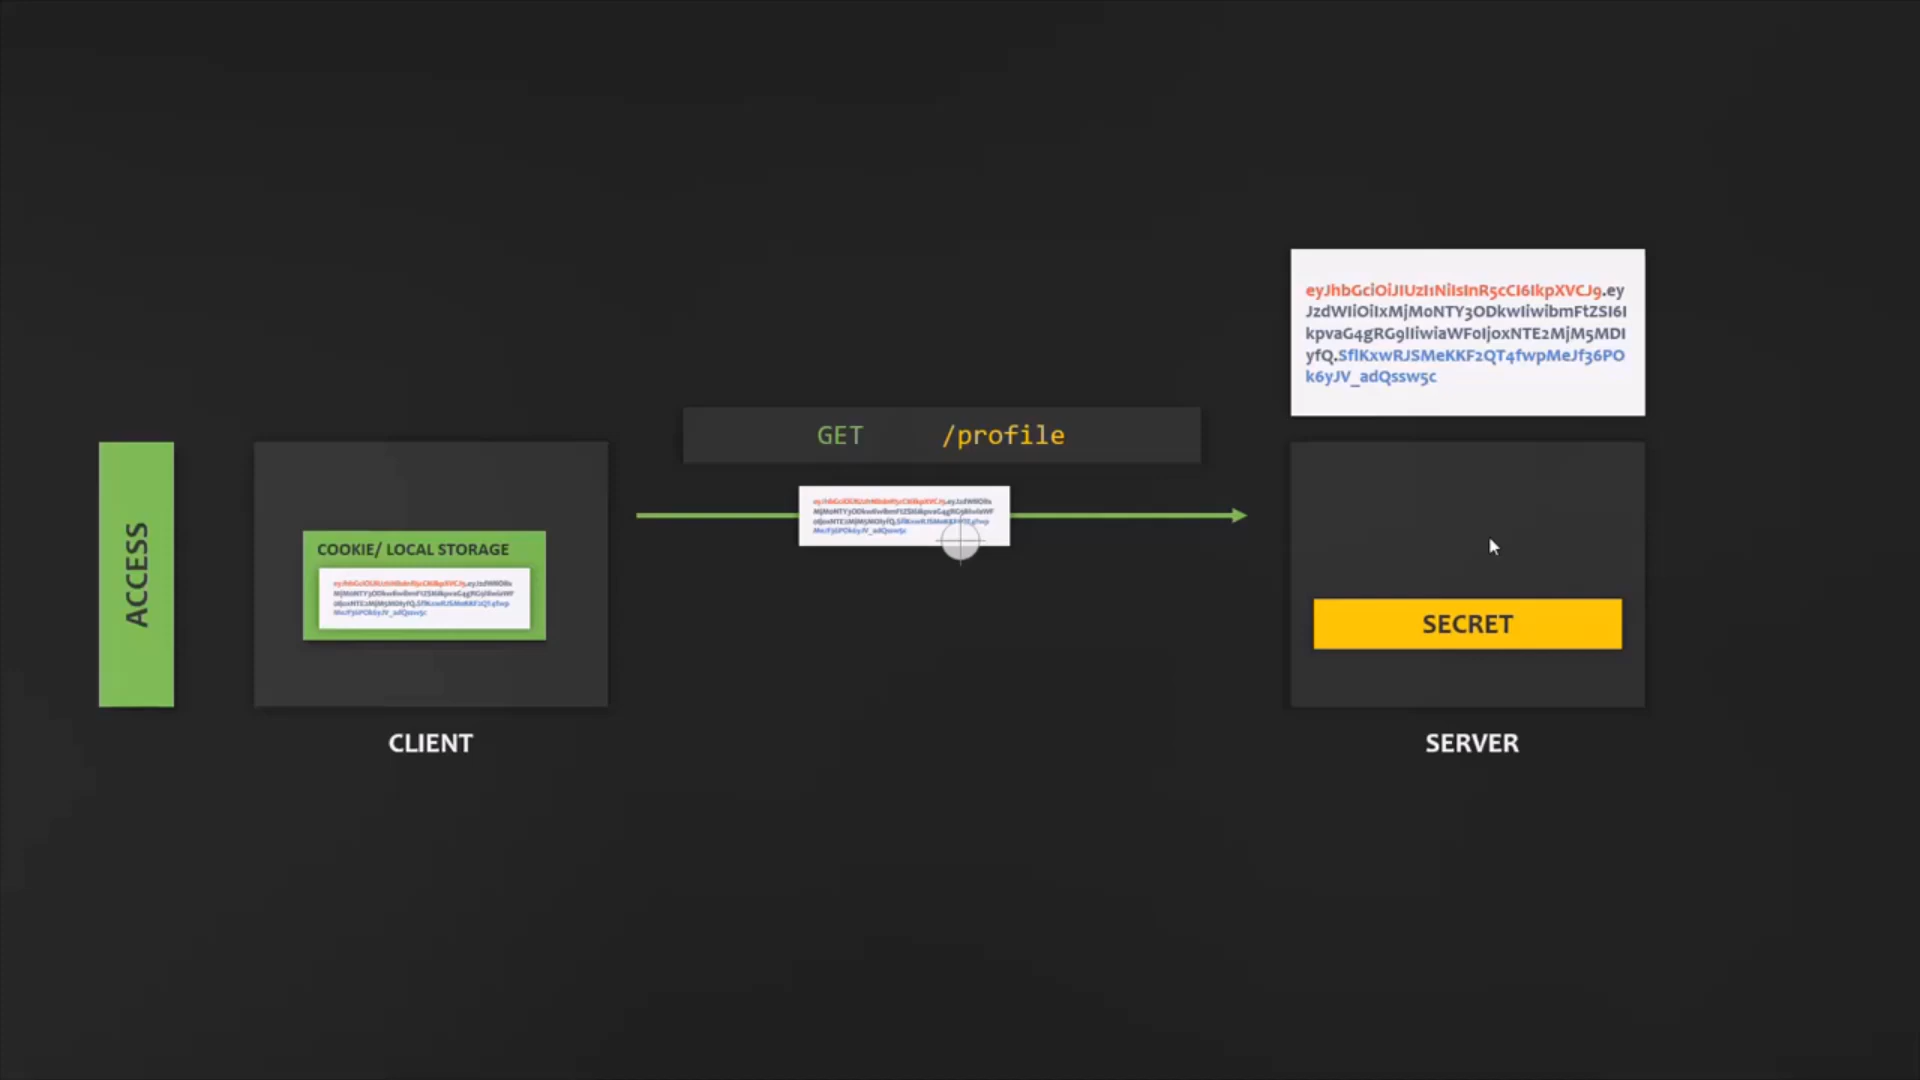 eyJhbGciOiJIUzI1NiIsInR5cCI6IkpXVCJ9.ey
JzdWIiOiIxMjM0NTY3ODkwIiwibmFtZSI6I
kpvaG4gRG9lIiwiaWF0IjoxNTE2MjM5MDI
yfQ.SflKxwRJSMeKKF2QT4fwpMeJf36PO
k6yJV_adQssw5c
GET /profile
ACCESS
COOKIE/ LOCAL STORAGE
SECRET
CLIENT
SERVER